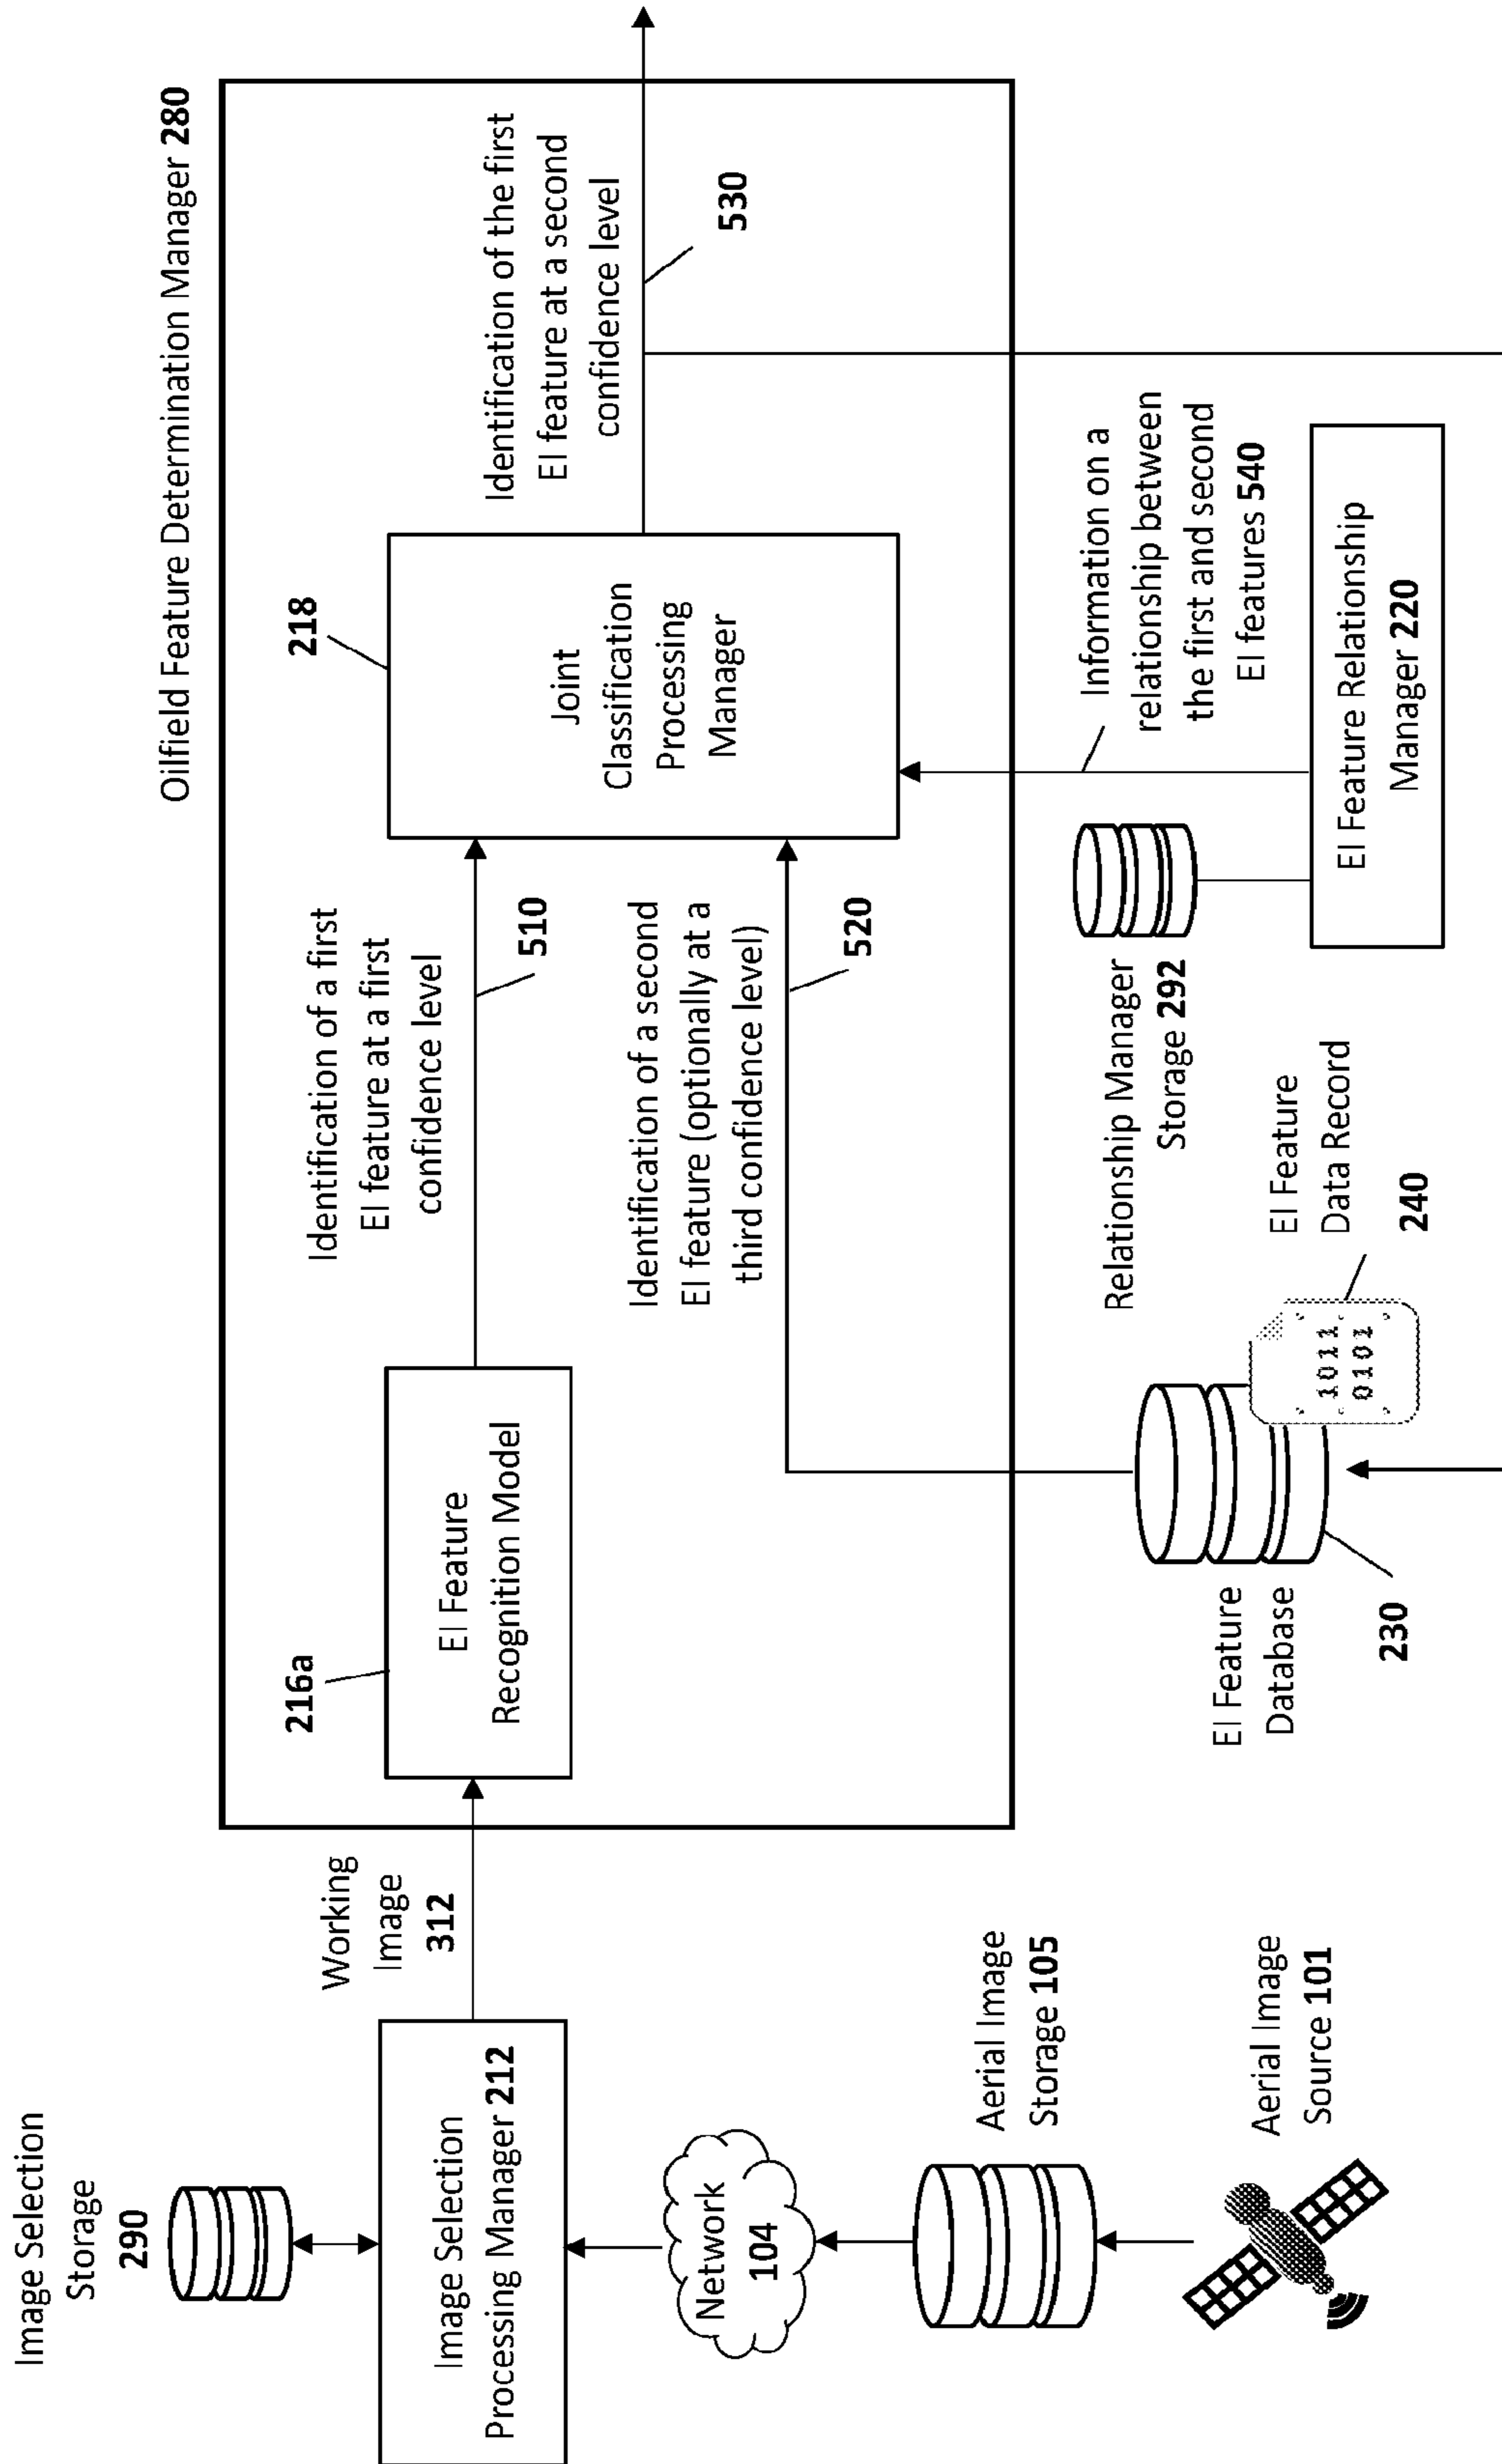 Oilfield Feature Determination Manager 280
Image Selection
Storage
290
Image Selection
Processing Manager 212
Network
104
Aerial Image
Storage 105
Aerial Image
Source 101
Working
Image
312
216a
EI Feature
Recognition Model
Identification of a first
EI feature at a first
confidence level
510
Identification of a second
EI feature (optionally at a
third confidence level)
520
218
Joint
Classification
Processing
Manager
Identification of the first
EI feature at a second
confidence level
530
EI Feature
Database
230
EI Feature
Data Record
240
1011
0101
Relationship Manager
Storage 292
Information on a
relationship between
the first and second
EI features 540
EI Feature Relationship
Manager 220